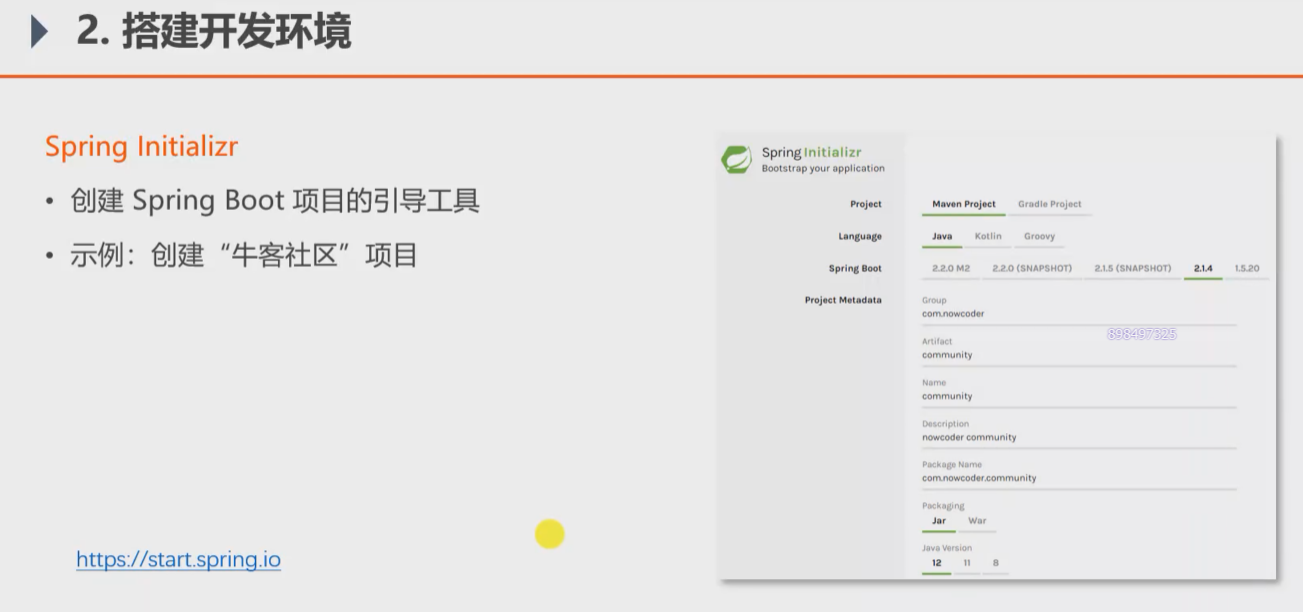 2. 搭建开发环境
Spring Initializr
• 创建 Spring Boot 项目的引导工具
• 示例：创建“牛客社区”项目
https://start.spring.io
Spring Initializr
Bootstrap your application
Project
Maven Project Gradle Project
Language
Java Kotlin Groovy
Spring Boot
2.2.0 M2 2.2.0 (SNAPSHOT) 2.1.5 (SNAPSHOT) 2.1.4 1.5.20
Project Metadata
Group
com.nowcoder
898497325
Artifact
community
Name
community
Description
nowcoder community
Package Name
com.nowcoder.community
Packaging
Jar War
Java Version
12 11 8